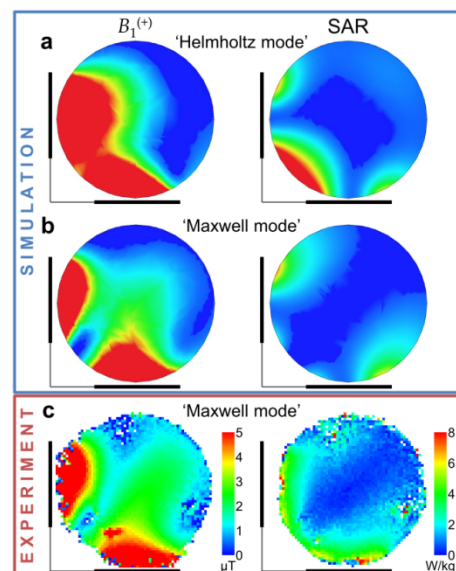 B₁⁽⁺⁾ SAR
a 'Helmholtz mode'
b 'Maxwell mode'
SIMULATION
c 'Maxwell mode'
EXPERIMENT
5
4
3
2
1
0
µT
8
6
4
2
0
W/kg